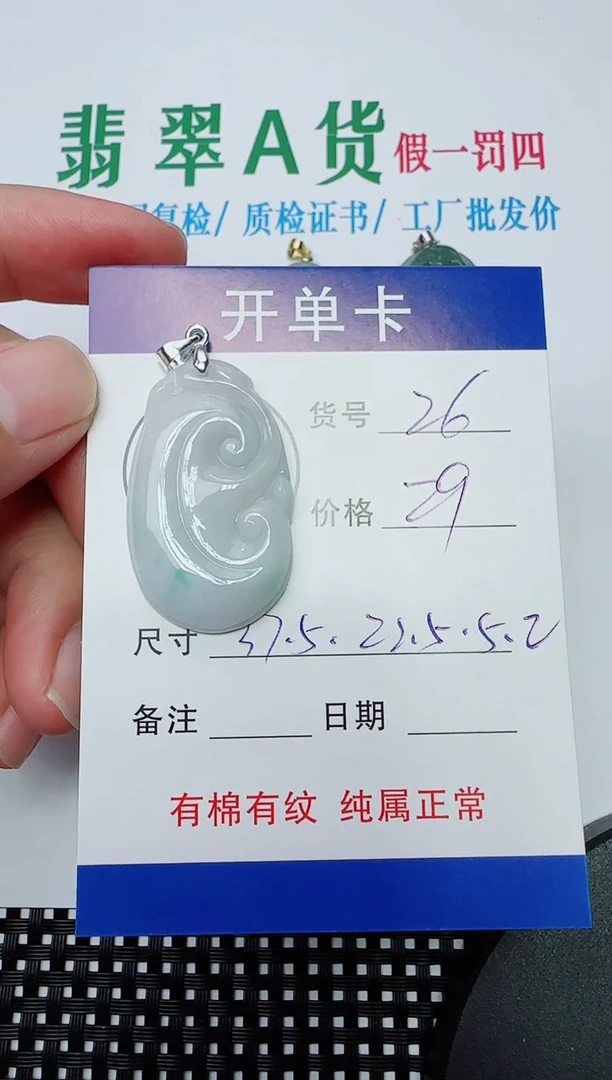 翡翠A货 假一罚四
复检/ 质检证书/ 工厂批发价
开单卡
货号 26
价格
尺寸 37.5.23.5.5.2
备注 日期
有棉有纹 纯属正常